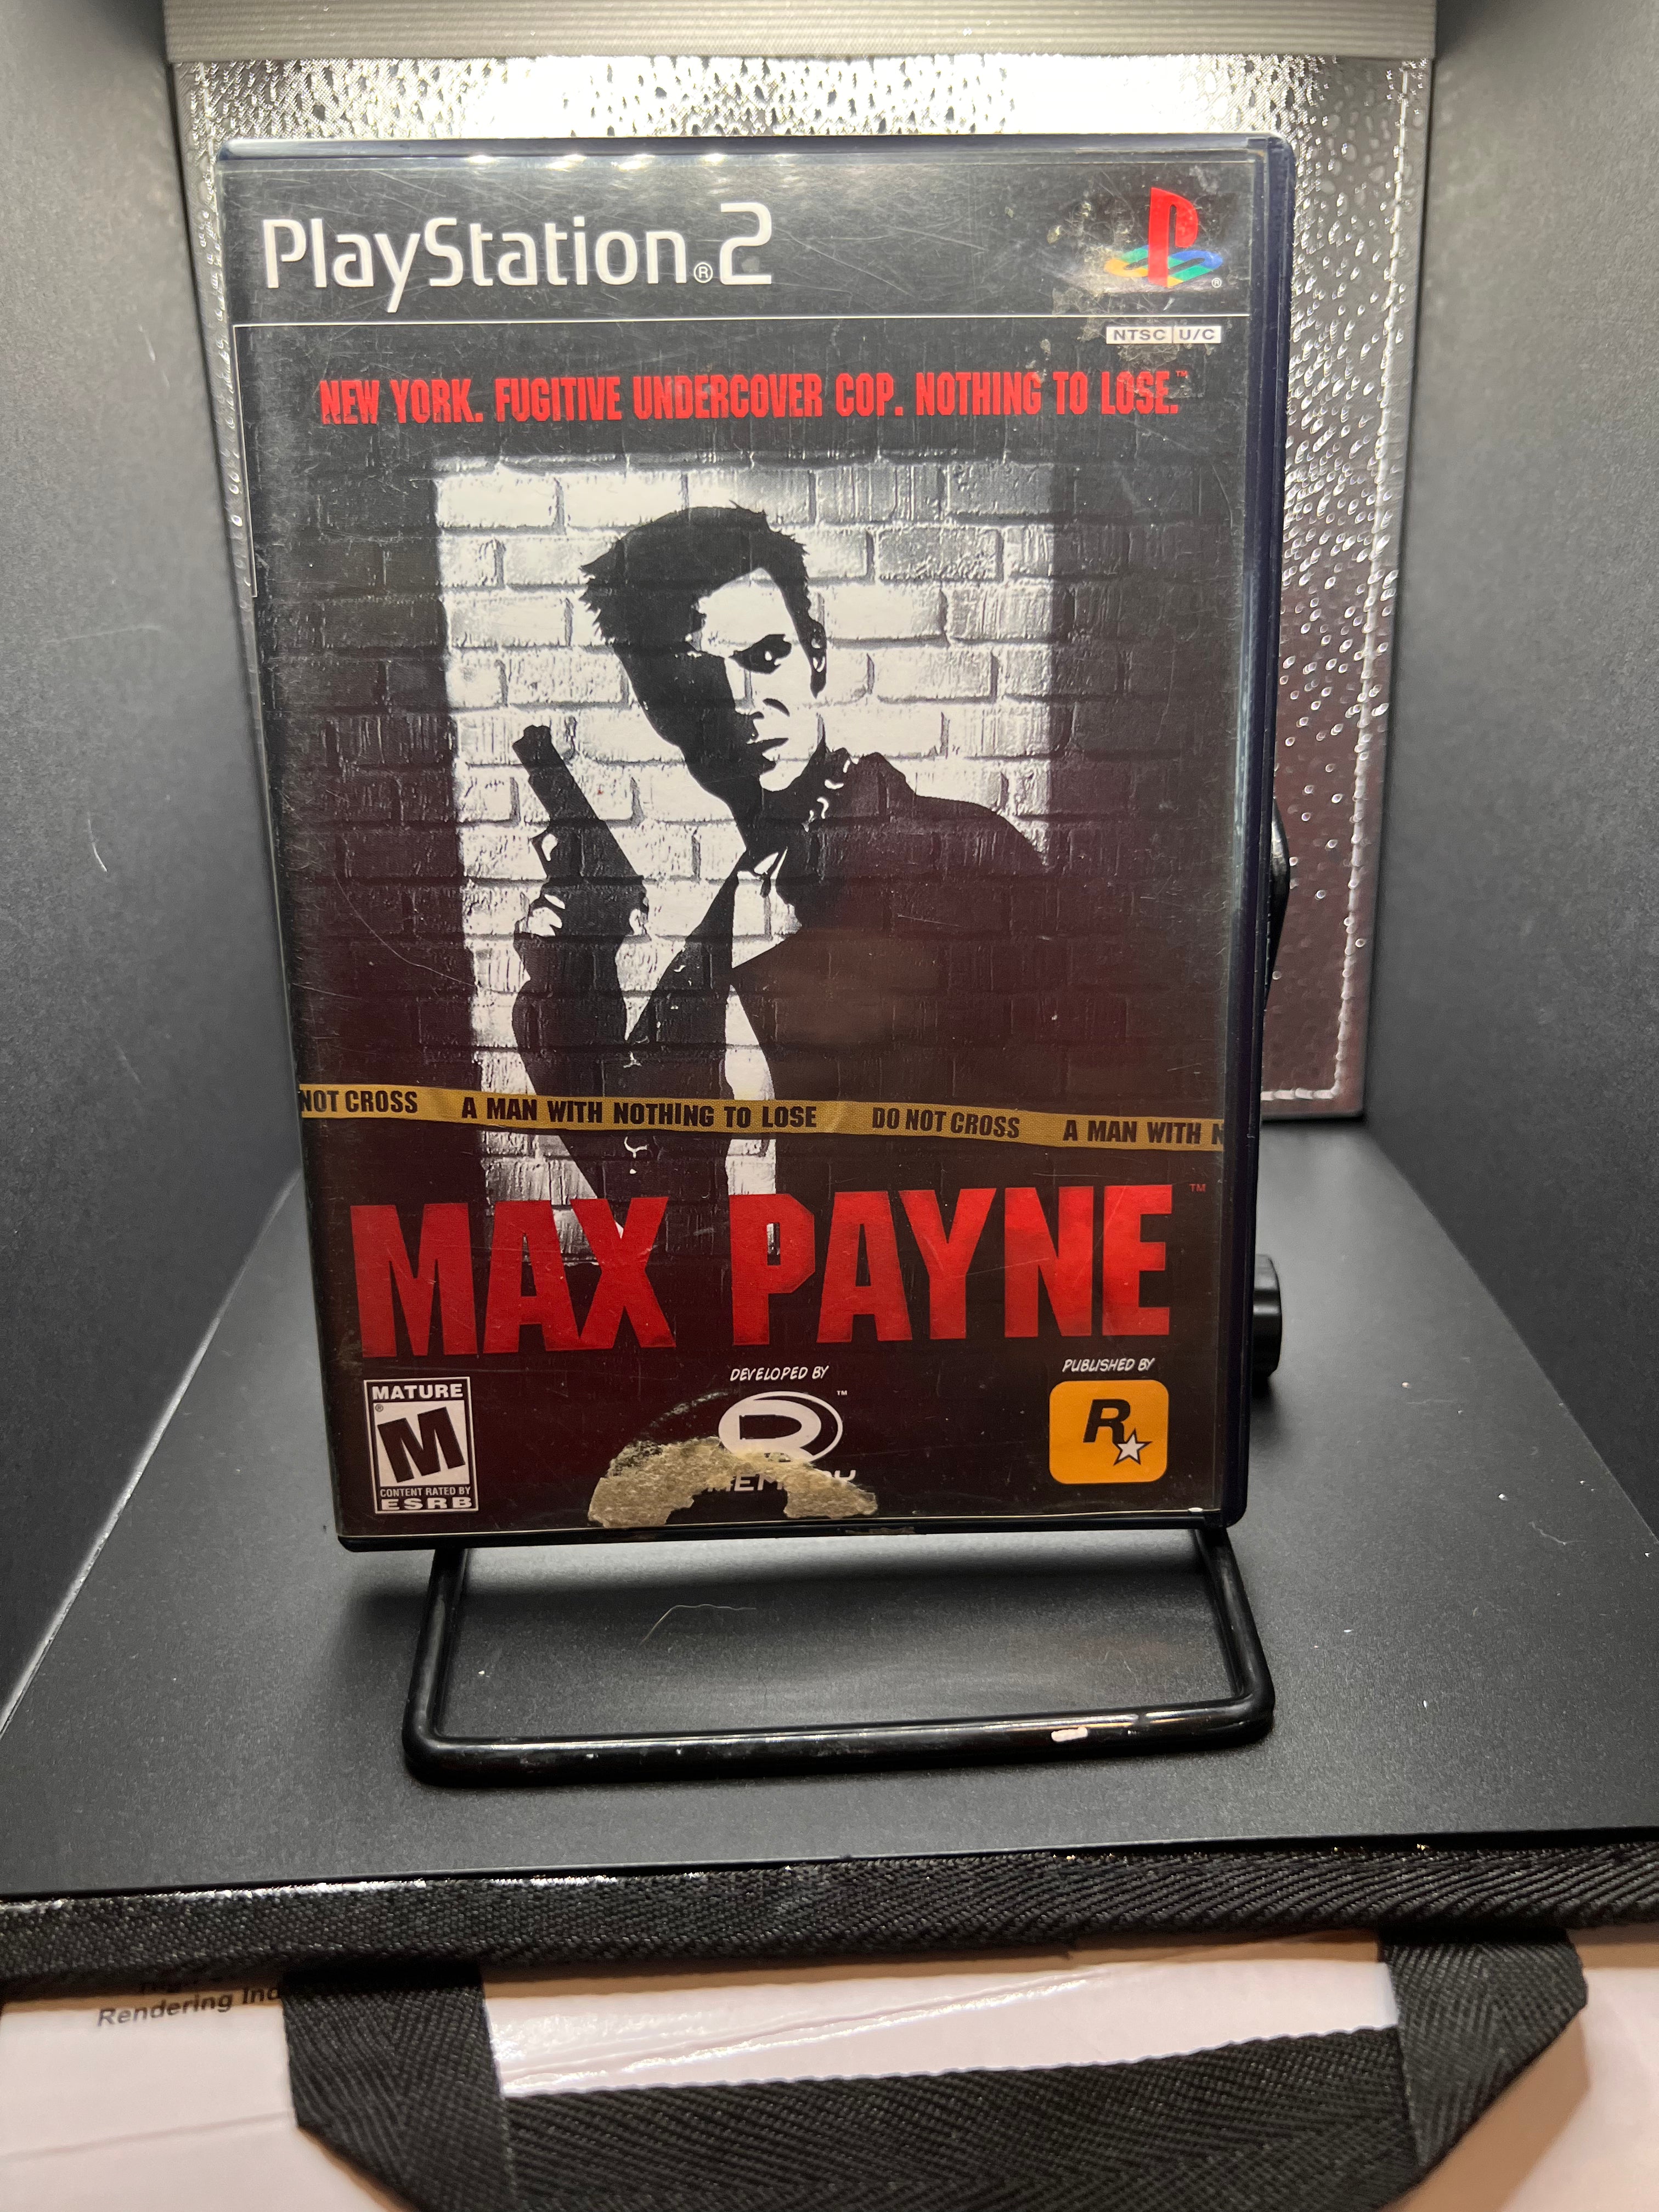 PlayStation®2
NTSC U/C
NEW YORK. FUGITIVE UNDERCOVER COP. NOTHING TO LOSE.™
NOT CROSS A MAN WITH NOTHING TO LOSE DO NOT CROSS A MAN WITH N
MAX PAYNE™
MATURE
M®
CONTENT RATED BY
ESRB
DEVELOPED BY
R™
PUBLISHED BY
R
Rendering Ind